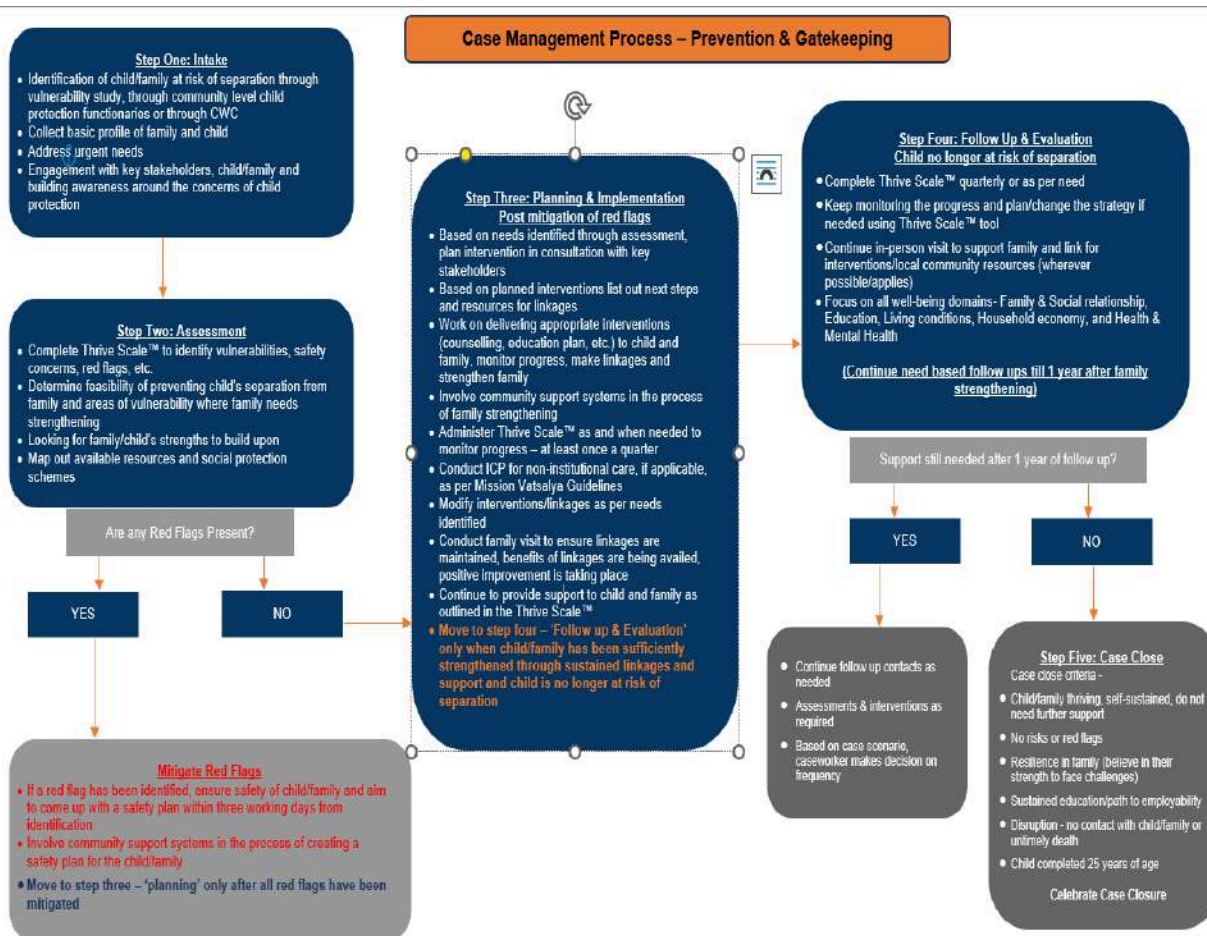 Case Management Process – Prevention & Gatekeeping
Step One: Intake
• Identification of child/family at risk of separation through
vulnerability study, through community level child
protection functionaries or through CWC
• Collect basic profile of family and child
• Address urgent needs
• Engagement with key stakeholders, child/family and
building awareness around the concerns of child
protection
Step Two: Assessment
• Complete Thrive Scale™ to identify vulnerabilities, safety
concerns, red flags, etc.
• Determine feasibility of preventing child's separation from
family and areas of vulnerability where family needs
strengthening
• Looking for family/child's strengths to build upon
• Map out available resources and social protection
schemes
Are any Red Flags Present?
YES
NO
Mitigate Red Flags
• If a red flag has been identified, ensure safety of child/family and aim
to come up with a safety plan within three working days from
identification
• Involve community support systems in the process of creating a
safety plan for the child/family
• Move to step three – 'planning' only after all red flags have been
mitigated
Step Three: Planning & Implementation
Post mitigation of red flags
• Based on needs identified through assessment,
plan intervention in consultation with key
stakeholders
• Based on planned interventions list out next steps
and resources for linkages
• Work on delivering appropriate interventions
(counselling, education plan, etc.) to child and
family, monitor progress, make linkages and
strengthen family
• Involve community support systems in the process
of family strengthening
• Administer Thrive Scale™ as and when needed to
monitor progress – at least once a quarter
• Conduct ICP for non-institutional care, if applicable,
as per Mission Vatsalya Guidelines
• Modify interventions/linkages as per needs
identified
• Conduct family visit to ensure linkages are
maintained, benefits of linkages are being availed,
positive improvement is taking place
• Continue to provide support to child and family as
outlined in the Thrive Scale™
• Move to step four – 'Follow up & Evaluation'
only when child/family has been sufficiently
strengthened through sustained linkages and
support and child is no longer at risk of
separation
Step Four: Follow Up & Evaluation
Child no longer at risk of separation
• Complete Thrive Scale™ quarterly or as per need
• Keep monitoring the progress and plan/change the strategy if
needed using Thrive Scale™ tool
• Continue in-person visit to support family and link for
interventions/local community resources (wherever
possible/applies)
• Focus on all well-being domains- Family & Social relationship,
Education, Living conditions, Household economy, and Health &
Mental Health
(Continue need based follow ups till 1 year after family
strengthening)
Support still needed after 1 year of follow up?
YES
NO
• Continue follow up contacts as
needed
• Assessments & interventions as
required
• Based on case scenario,
caseworker makes decision on
frequency
Step Five: Case Close
Case close criteria -
• Child/family thriving, self-sustained, do not
need further support
• No risks or red flags
• Resilience in family (believe in their
strength to face challenges)
• Sustained education/path to employability
• Disruption - no contact with child/family or
untimely death
• Child completed 25 years of age
Celebrate Case Closure